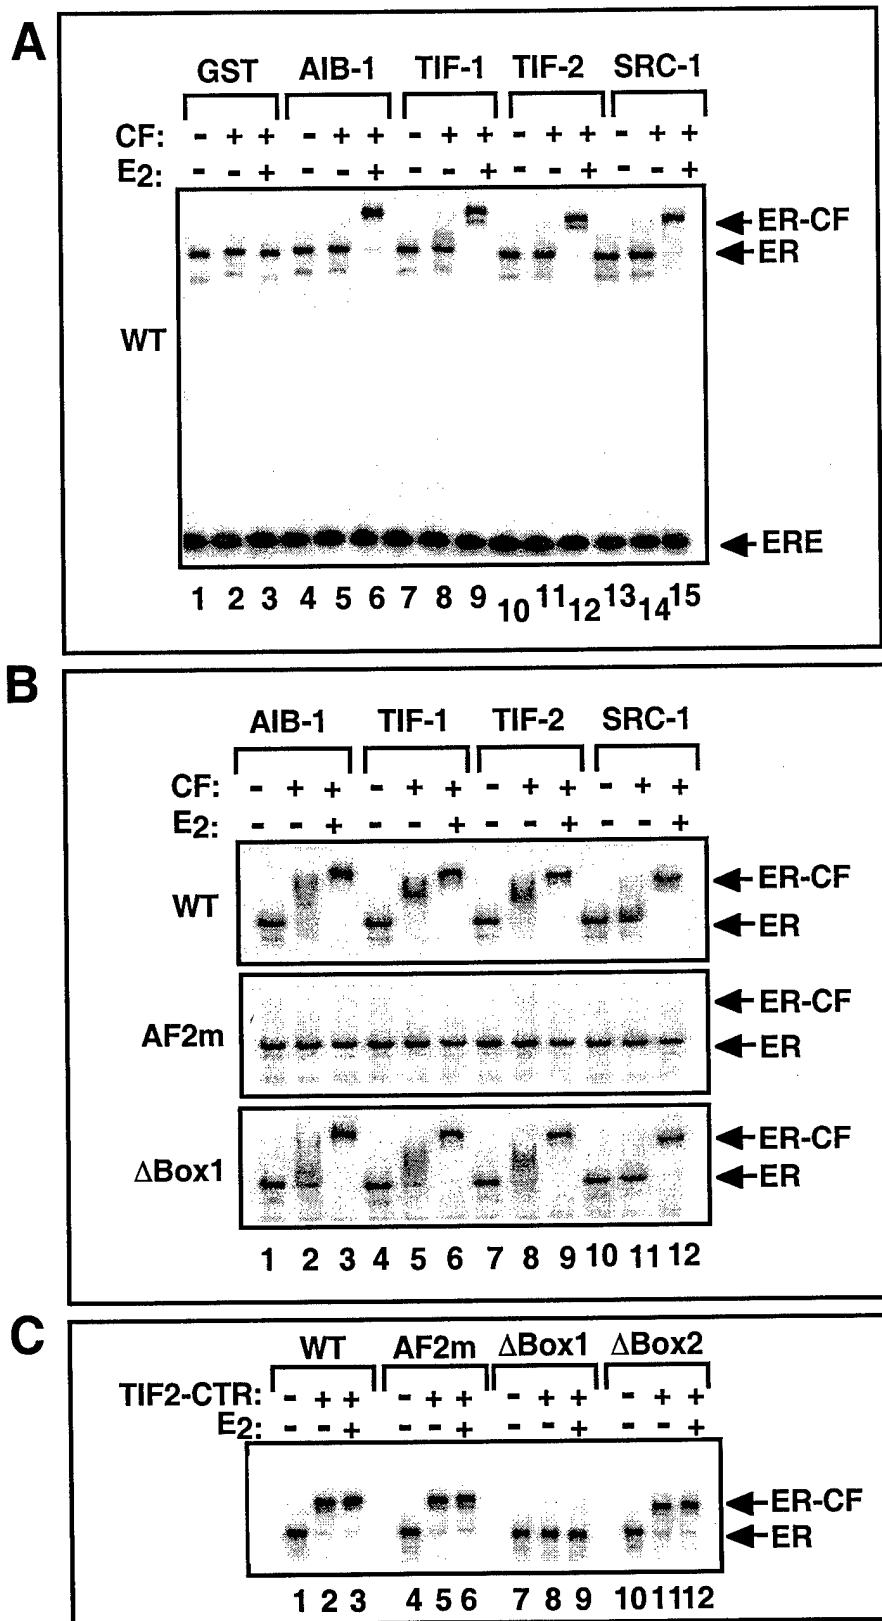 A
GST AIB-1 TIF-1 TIF-2 SRC-1
CF: - + + - + + - + + - + + - + +
E2: - - + - - + - - + - - + - - +
ER-CF
ER
WT
ERE
1 2 3 4 5 6 7 8 9 10 11 12 13 14 15
B
AIB-1 TIF-1 TIF-2 SRC-1
CF: - + + - + + - + + - + +
E2: - - + - - + - - + - - +
WT
ER-CF
ER
AF2m
ER-CF
ER
ΔBox1
ER-CF
ER
1 2 3 4 5 6 7 8 9 10 11 12
C
WT AF2m ΔBox1 ΔBox2
TIF2-CTR: - + + - + + - + + - + +
E2: - - + - - + - - + - - +
ER-CF
ER
1 2 3 4 5 6 7 8 9 10 11 12